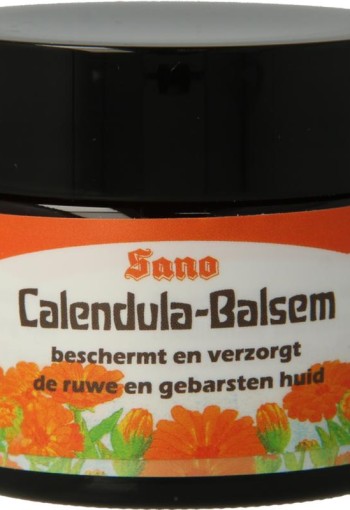 Sano
Calendula-Balsem
beschermt en verzorgt
de ruwe en gebarsten huid